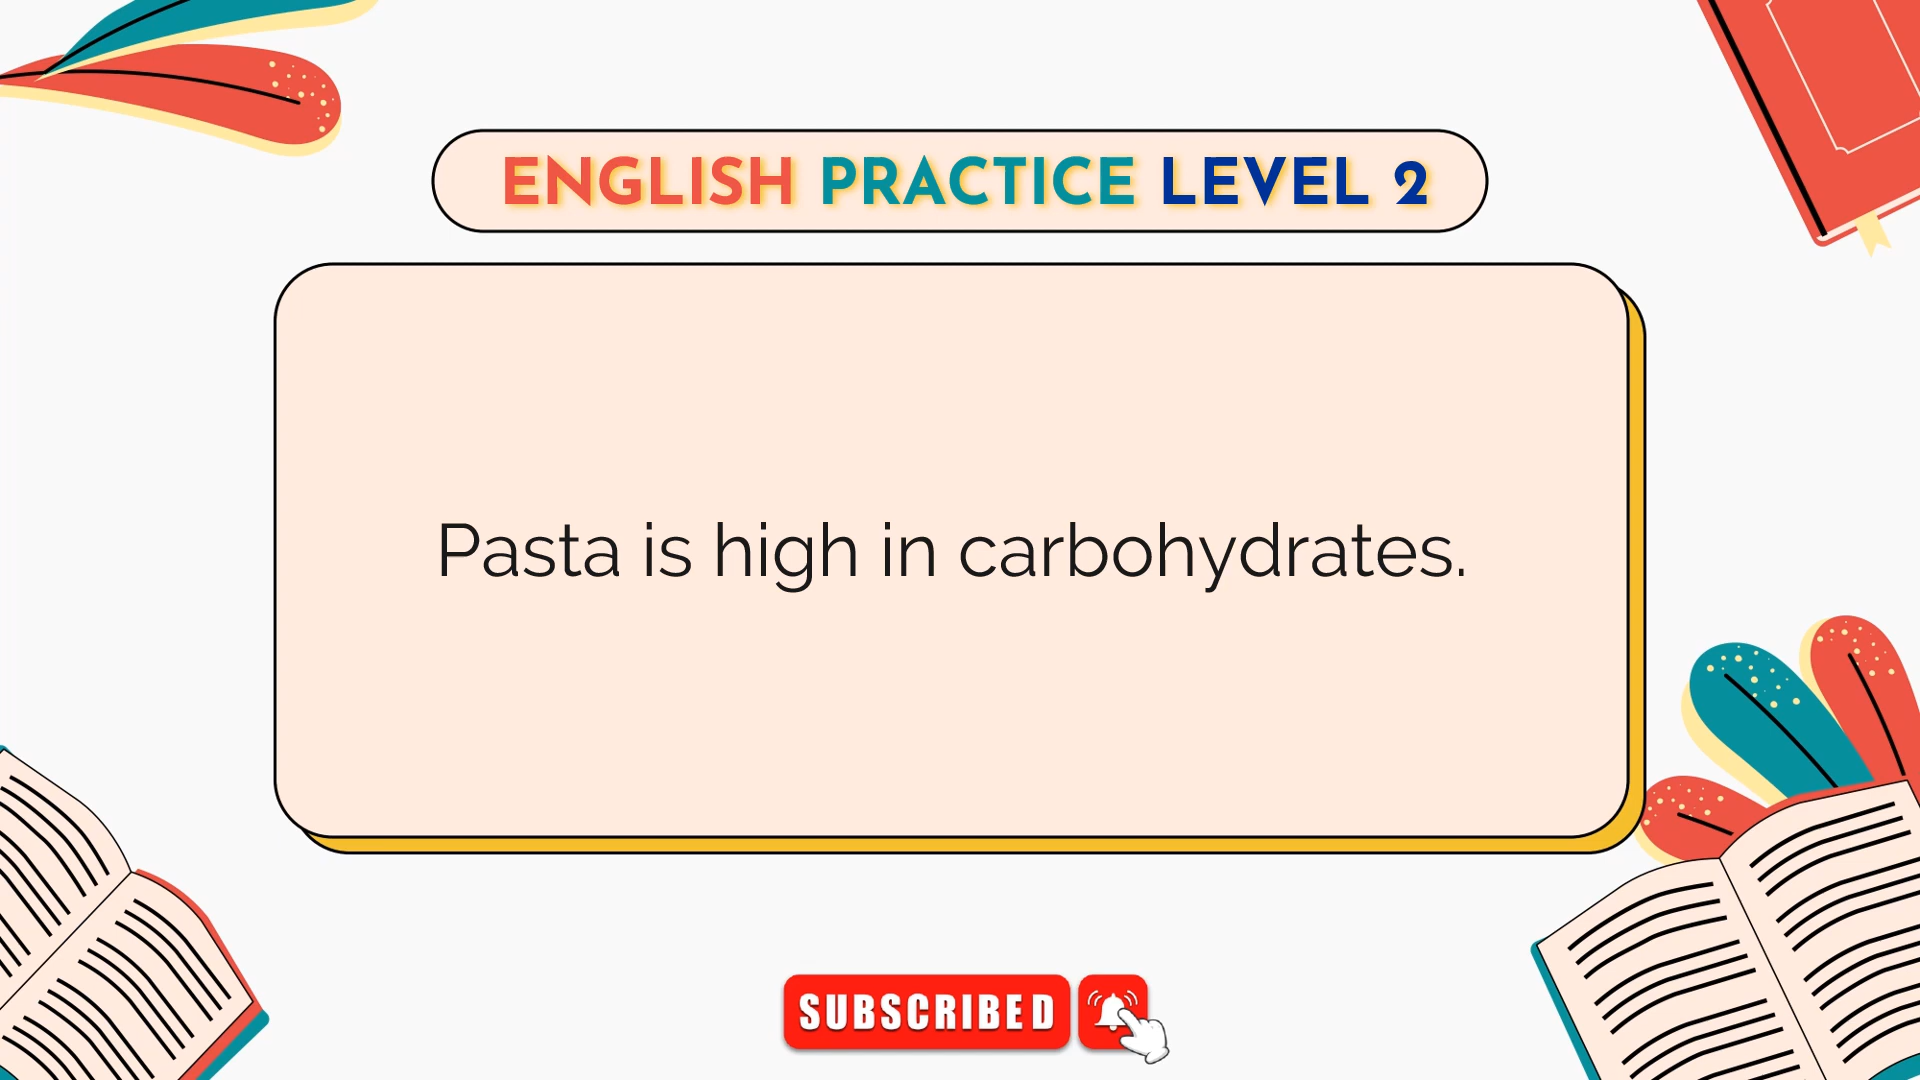 ENGLISH PRACTICE LEVEL 2
Pasta is high in carbohydrates.
SUBSCRIBED